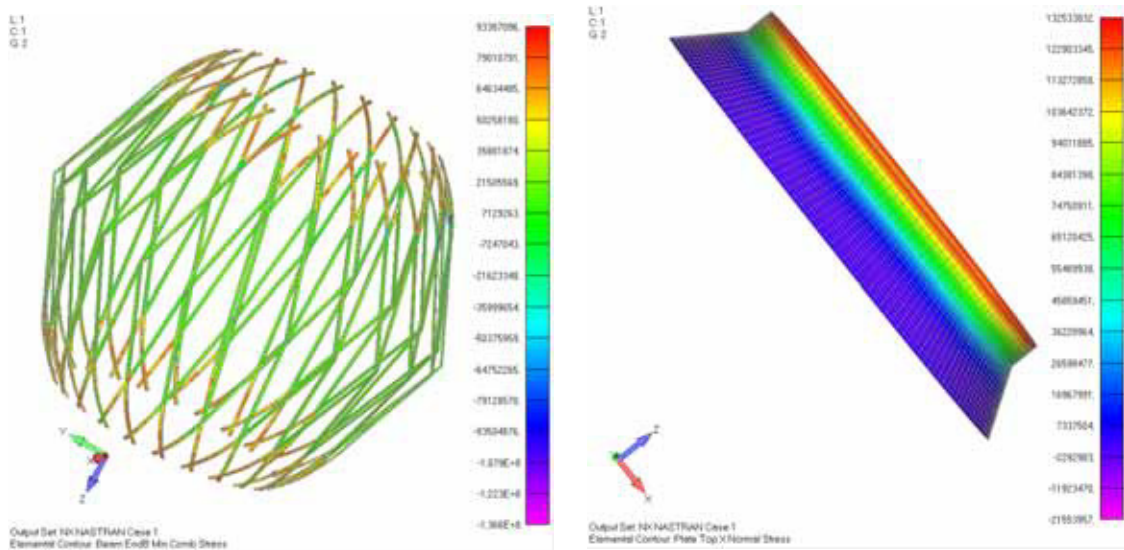 L:1
C:1
G:2
93387096.
79010791.
64634485.
50258180.
35881874.
21505569.
7129263.
-7247043.
-21623348.
-35999654.
-50375959.
-64752265.
-79128570.
-93504876.
-1.079E+8
-1.223E+8
-1.366E+8
Y
X
Z
Output Set: NX NASTRAN Case 1
Elemental Contour: Beam EndB Min Comb Stress
L:1
C:1
G:2
132533832.
122903345.
113272858.
103642372.
94011885.
84381398.
74750911.
65120425.
55489938.
45859451.
36228964.
26598477.
16967991.
7337504.
-2292983.
-11923470.
-21553957.
Z
X
Output Set: NX NASTRAN Case 1
Elemental Contour: Plate Top X Normal Stress